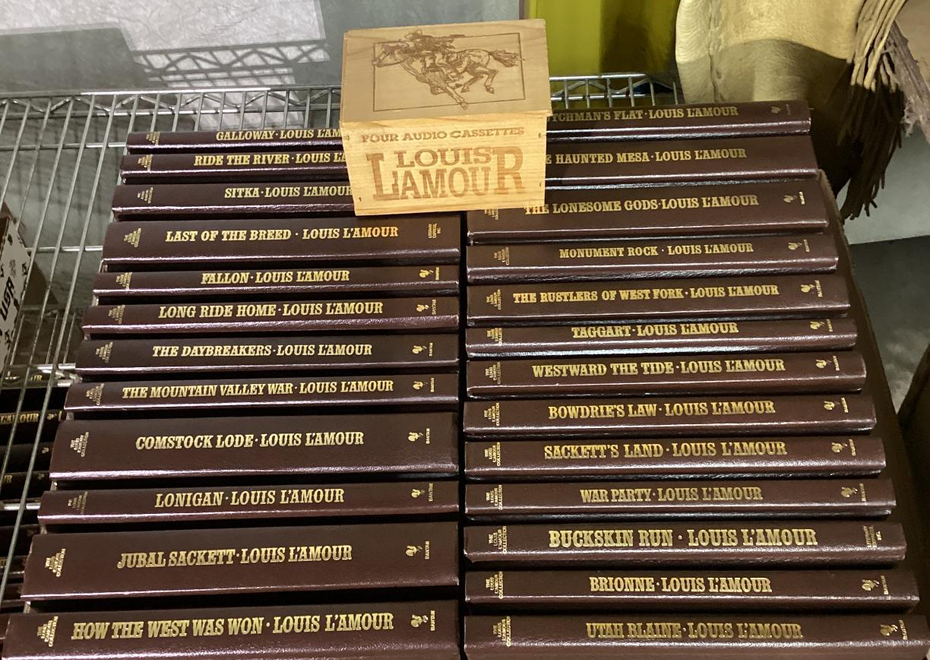 FOUR AUDIO CASSETTES
LOUIS
L'AMOUR
GALLOWAY · LOUIS L'AM
RIDE THE RIVER · LOUIS L'A
SITKA · LOUIS L'AMOUR
LAST OF THE BREED · LOUIS L'AMOUR
FALLON · LOUIS L'AMOUR
LONG RIDE HOME · LOUIS L'AMOUR
THE DAYBREAKERS · LOUIS L'AMOUR
THE MOUNTAIN VALLEY WAR · LOUIS L'AMOUR
COMSTOCK LODE · LOUIS L'AMOUR
LONIGAN · LOUIS L'AMOUR
JUBAL SACKETT · LOUIS L'AMOUR
HOW THE WEST WAS WON · LOUIS L'AMOUR
TCHMAN'S FLAT · LOUIS L'AMOUR
E HAUNTED MESA · LOUIS L'AMOUR
THE LONESOME GODS · LOUIS L'AMOUR
MONUMENT ROCK · LOUIS L'AMOUR
THE RUSTLERS OF WEST FORK · LOUIS L'AMOUR
TAGGART · LOUIS L'AMOUR
WESTWARD THE TIDE · LOUIS L'AMOUR
BOWDRIE'S LAW · LOUIS L'AMOUR
SACKETT'S LAND · LOUIS L'AMOUR
WAR PARTY · LOUIS L'AMOUR
BUCKSKIN RUN · LOUIS L'AMOUR
BRIONNE · LOUIS L'AMOUR
UTAH BLAINE · LOUIS L'AMOUR